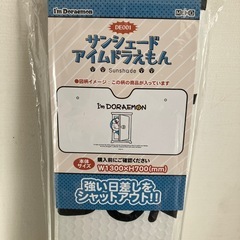 I'm Doraemon
DE001
サンシェード
アイムドラえもん
Sunshade
●図柄イメージ この柄の商品が入っています
I'm DORAEMON
本体サイズ
購入前にご確認ください
W1300×H700(mm)
強い日差しを
シャットアウト!!